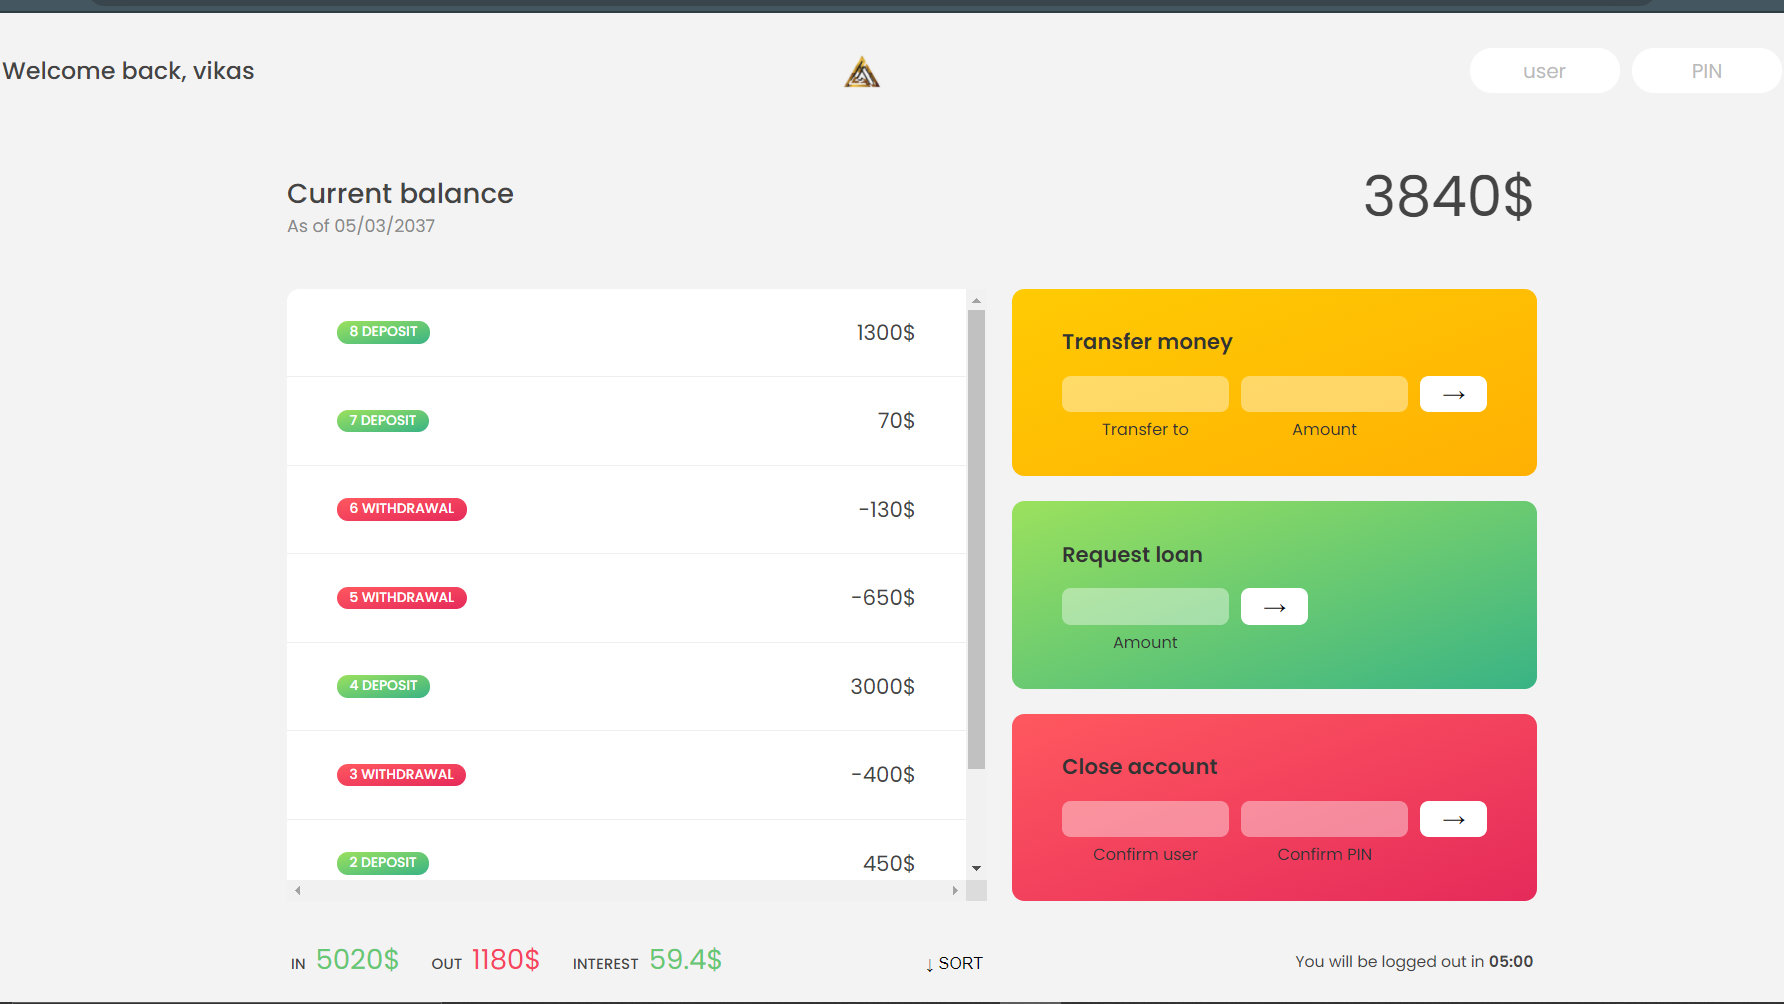 Welcome back, vikas
user
PIN
Current balance
As of 05/03/2037
3840$
8 DEPOSIT 1300$
7 DEPOSIT 70$
6 WITHDRAWAL -130$
5 WITHDRAWAL -650$
4 DEPOSIT 3000$
3 WITHDRAWAL -400$
2 DEPOSIT 450$
Transfer money
→
Transfer to Amount
Request loan
→
Amount
Close account
→
Confirm user Confirm PIN
IN 5020$ OUT 1180$ INTEREST 59.4$
↓ SORT
You will be logged out in 05:00